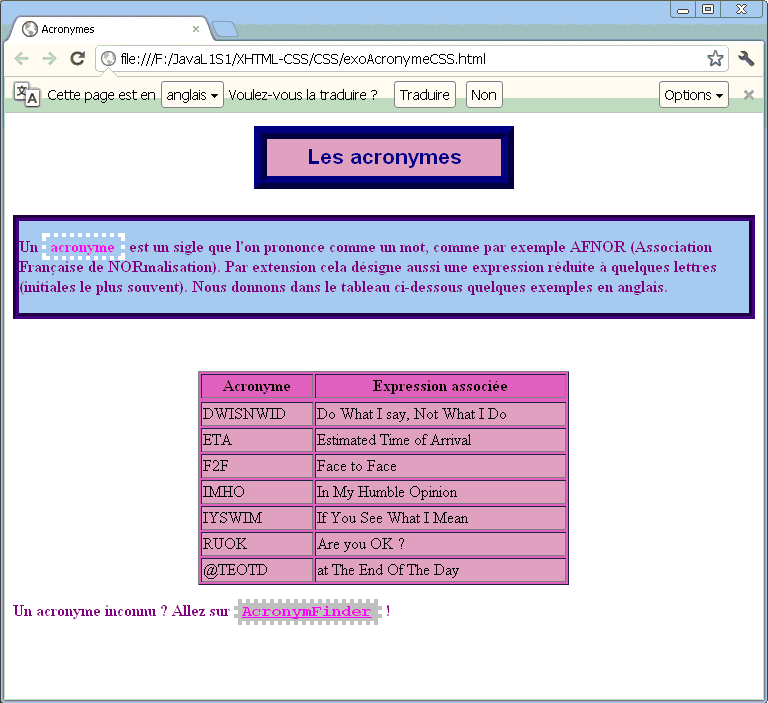 Acronymes
file:///F:/JavaL1S1/XHTML-CSS/CSS/exoAcronymeCSS.html
Cette page est en anglais Voulez-vous la traduire ? Traduire Non Options
Les acronymes
Un acronyme est un sigle que l'on prononce comme un mot, comme par exemple AFNOR (Association
Française de NORmalisation). Par extension cela désigne aussi une expression réduite à quelques lettres
(initiales le plus souvent). Nous donnons dans le tableau ci-dessous quelques exemples en anglais.
Acronyme Expression associée
DWISNWID Do What I say, Not What I Do
ETA Estimated Time of Arrival
F2F Face to Face
IMHO In My Humble Opinion
IYSWIM If You See What I Mean
RUOK Are you OK ?
@TEOTD at The End Of The Day
Un acronyme inconnu ? Allez sur AcronymFinder !